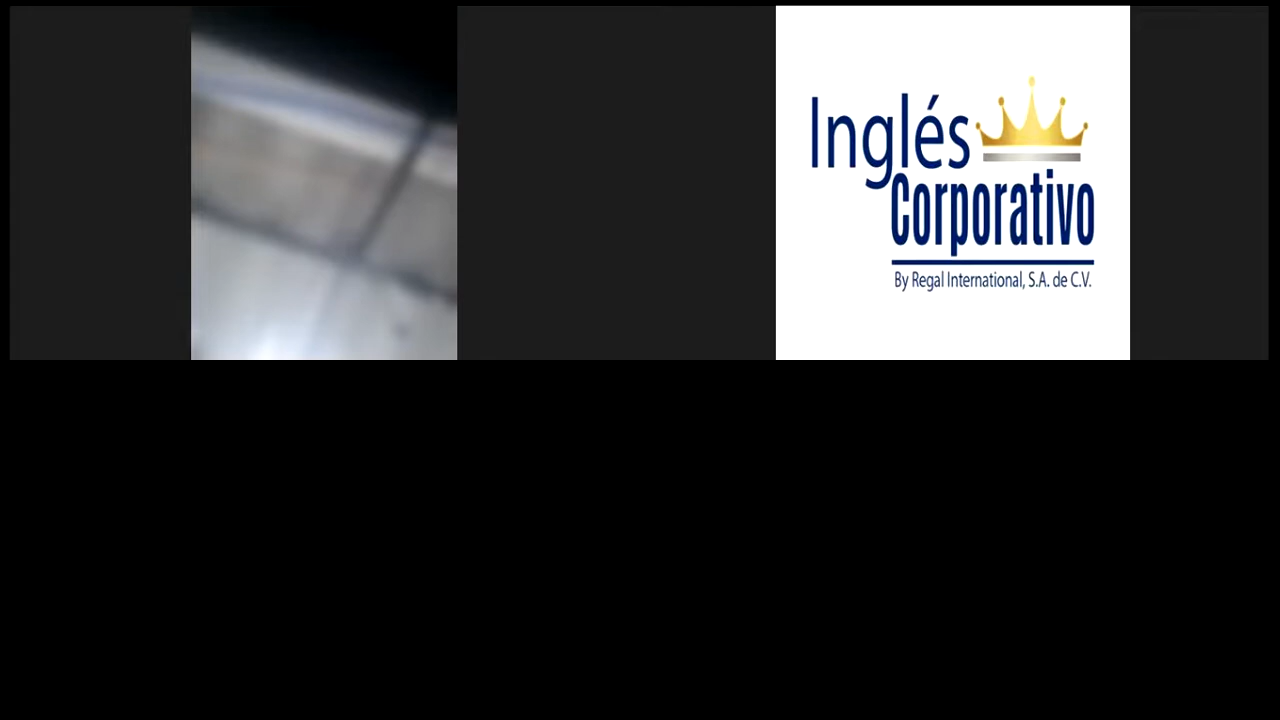 Inglés
Corporativo
By Regal International, S.A. de C.V.